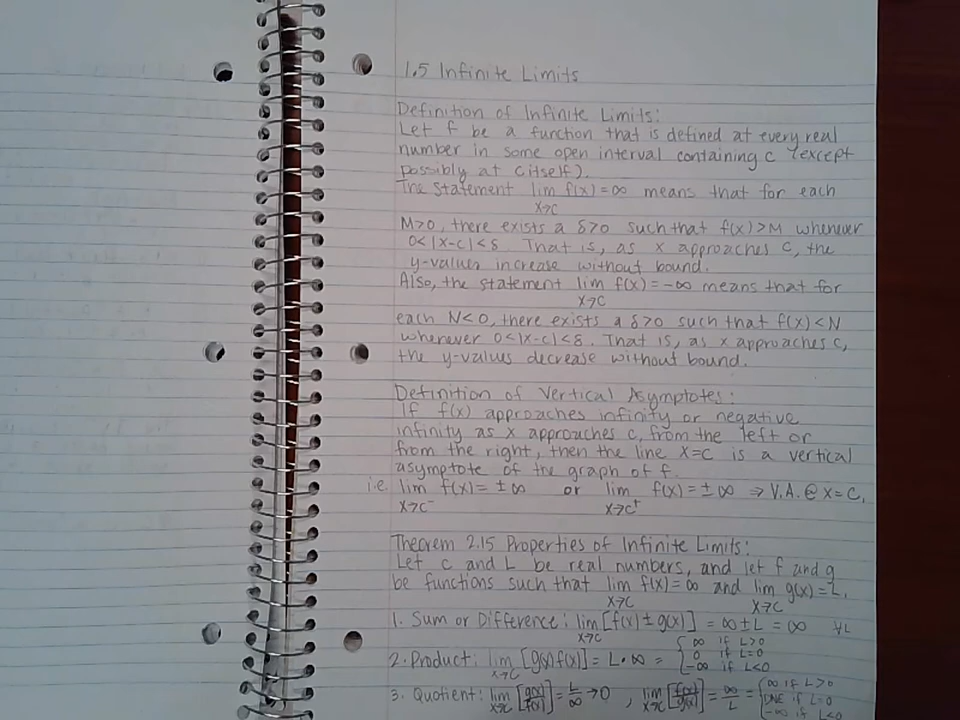 1.5 Infinite Limits
Definition of Infinite Limits:
Let f be a function that is defined at every real
number in some open interval containing c (except
possibly at c itself).
The Statement lim f(x) = ∞ means that for each
x→c
M>0, there exists a δ>0 such that f(x) > M whenever
0<|x-c|<δ. That is, as x approaches c, the
y-values increase without bound.
Also, the statement lim f(x) = -∞ means that for
x→c
each N<0, there exists a δ>0 such that f(x) < N
whenever 0<|x-c|<δ. That is, as x approaches c,
the y-values decrease without bound.
Definition of Vertical Asymptotes:
If f(x) approaches infinity or negative
infinity as x approaches c, from the left or
from the right, then the line x=c is a vertical
asymptote of the graph of f.
i.e. lim f(x) = ± ∞ or lim f(x) = ± ∞ ⇒ V.A. @ x = c.
x→c⁻ x→c⁺
Theorem 2.15 Properties of Infinite Limits:
Let c and L be real numbers, and let f and g
be functions such that lim f(x) = ∞ and lim g(x) = L.
x→c x→c
1. Sum or Difference: lim [f(x) ± g(x)] = ∞ ± L = ∞ ∀L
x→c
2. Product: lim [g(x)f(x)] = L • ∞ = { ∞ if L>0
0 if L=0
-∞ if L<0
x→c
3. Quotient: lim [g(x)/f(x)] = L/∞ → 0 , lim [f(x)/g(x)] = ∞/L = { ∞ if L>0
x→c x→c DNE if L=0
-∞ if L<0